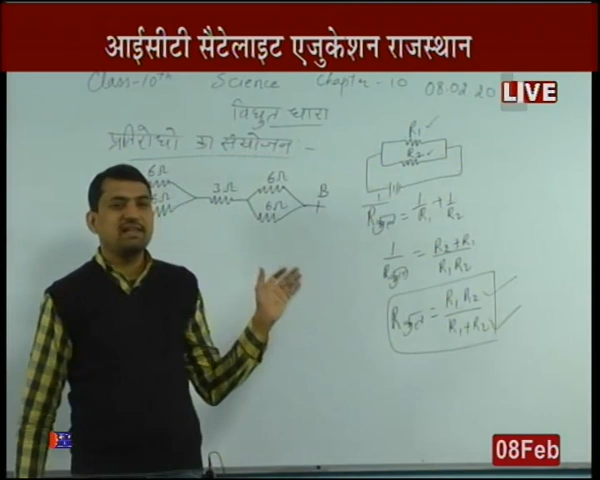 आईसीटी सैटेलाइट एजुकेशन राजस्थान
LIVE
Class-10th Science Chapter-10 08.02.20
विधुत धारा
प्रतिरोधो का संयोजन -
6Ω 3Ω 6Ω B
6Ω
R₁ ✓
R₂ ✓
1/Rकुल = 1/R₁ + 1/R₂
1/Rकुल = R₂+R₁/R₁R₂
Rकुल = R₁R₂/R₁+R₂
08Feb